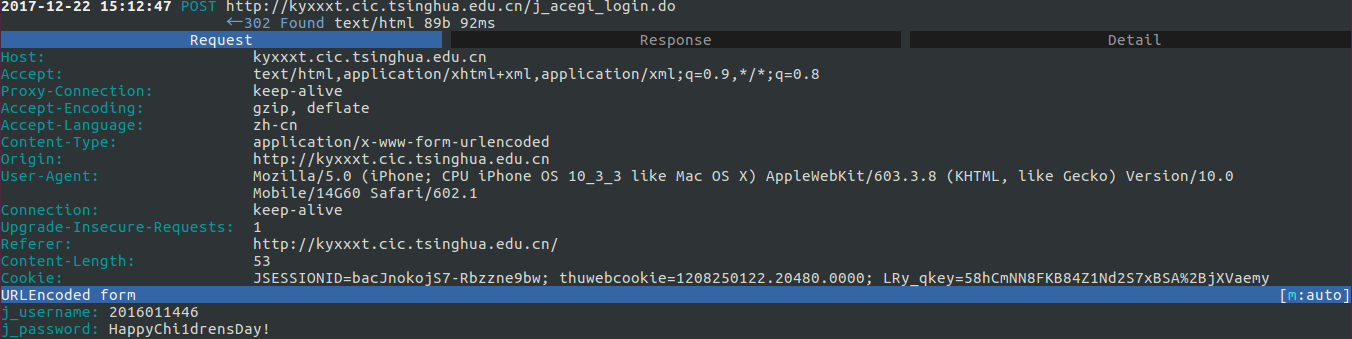 2017-12-22 15:12:47 POST http://kyxxxt.cic.tsinghua.edu.cn/j_acegi_login.do
←302 Found text/html 89b 92ms
Request Response Detail
Host: kyxxxt.cic.tsinghua.edu.cn
Accept: text/html,application/xhtml+xml,application/xml;q=0.9,*/*;q=0.8
Proxy-Connection: keep-alive
Accept-Encoding: gzip, deflate
Accept-Language: zh-cn
Content-Type: application/x-www-form-urlencoded
Origin: http://kyxxxt.cic.tsinghua.edu.cn
User-Agent: Mozilla/5.0 (iPhone; CPU iPhone OS 10_3_3 like Mac OS X) AppleWebKit/603.3.8 (KHTML, like Gecko) Version/10.0
Mobile/14G60 Safari/602.1
Connection: keep-alive
Upgrade-Insecure-Requests: 1
Referer: http://kyxxxt.cic.tsinghua.edu.cn/
Content-Length: 53
Cookie: JSESSIONID=bacJnokojS7-Rbzzne9bw; thuwebcookie=1208250122.20480.0000; LRy_qkey=58hCmNN8FKB84Z1Nd2S7xBSA%2BjXVaemy
URLEncoded form [m:auto]
j_username: 2016011446
j_password: HappyChi1drensDay!